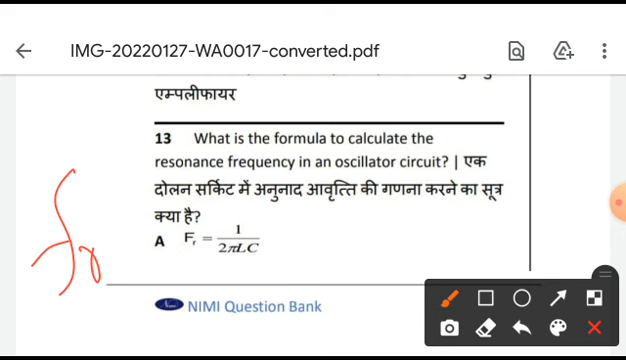 IMG-20220127-WA0017-converted.pdf
एम्पलीफायर
13 What is the formula to calculate the
resonance frequency in an oscillator circuit? | एक
दोलन सर्किट में अनुनाद आवृत्ति की गणना करने का सूत्र
क्या है?
A F_r = 1/2πLC
fr
NIMI Question Bank